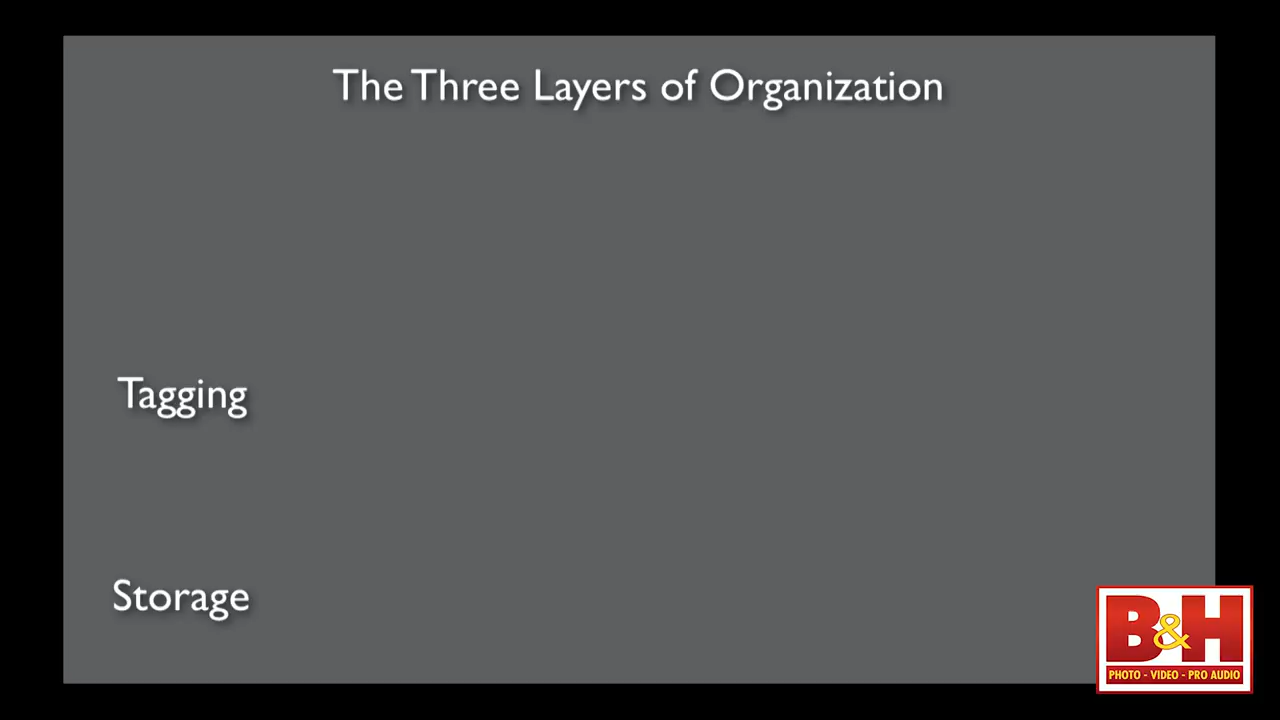 The Three Layers of Organization
Tagging
Storage
B&H
PHOTO - VIDEO - PRO AUDIO